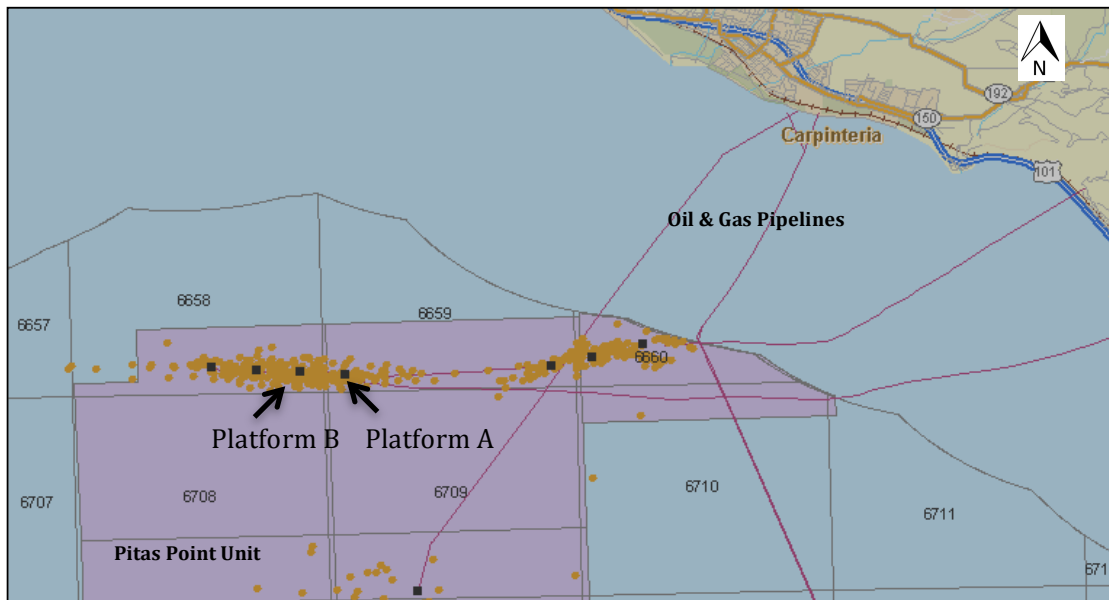 N
192
150
Carpinteria
101
Oil & Gas Pipelines
6658
6659
6657
6660
Platform B
Platform A
6708
6709
6710
6707
6711
Pitas Point Unit
671